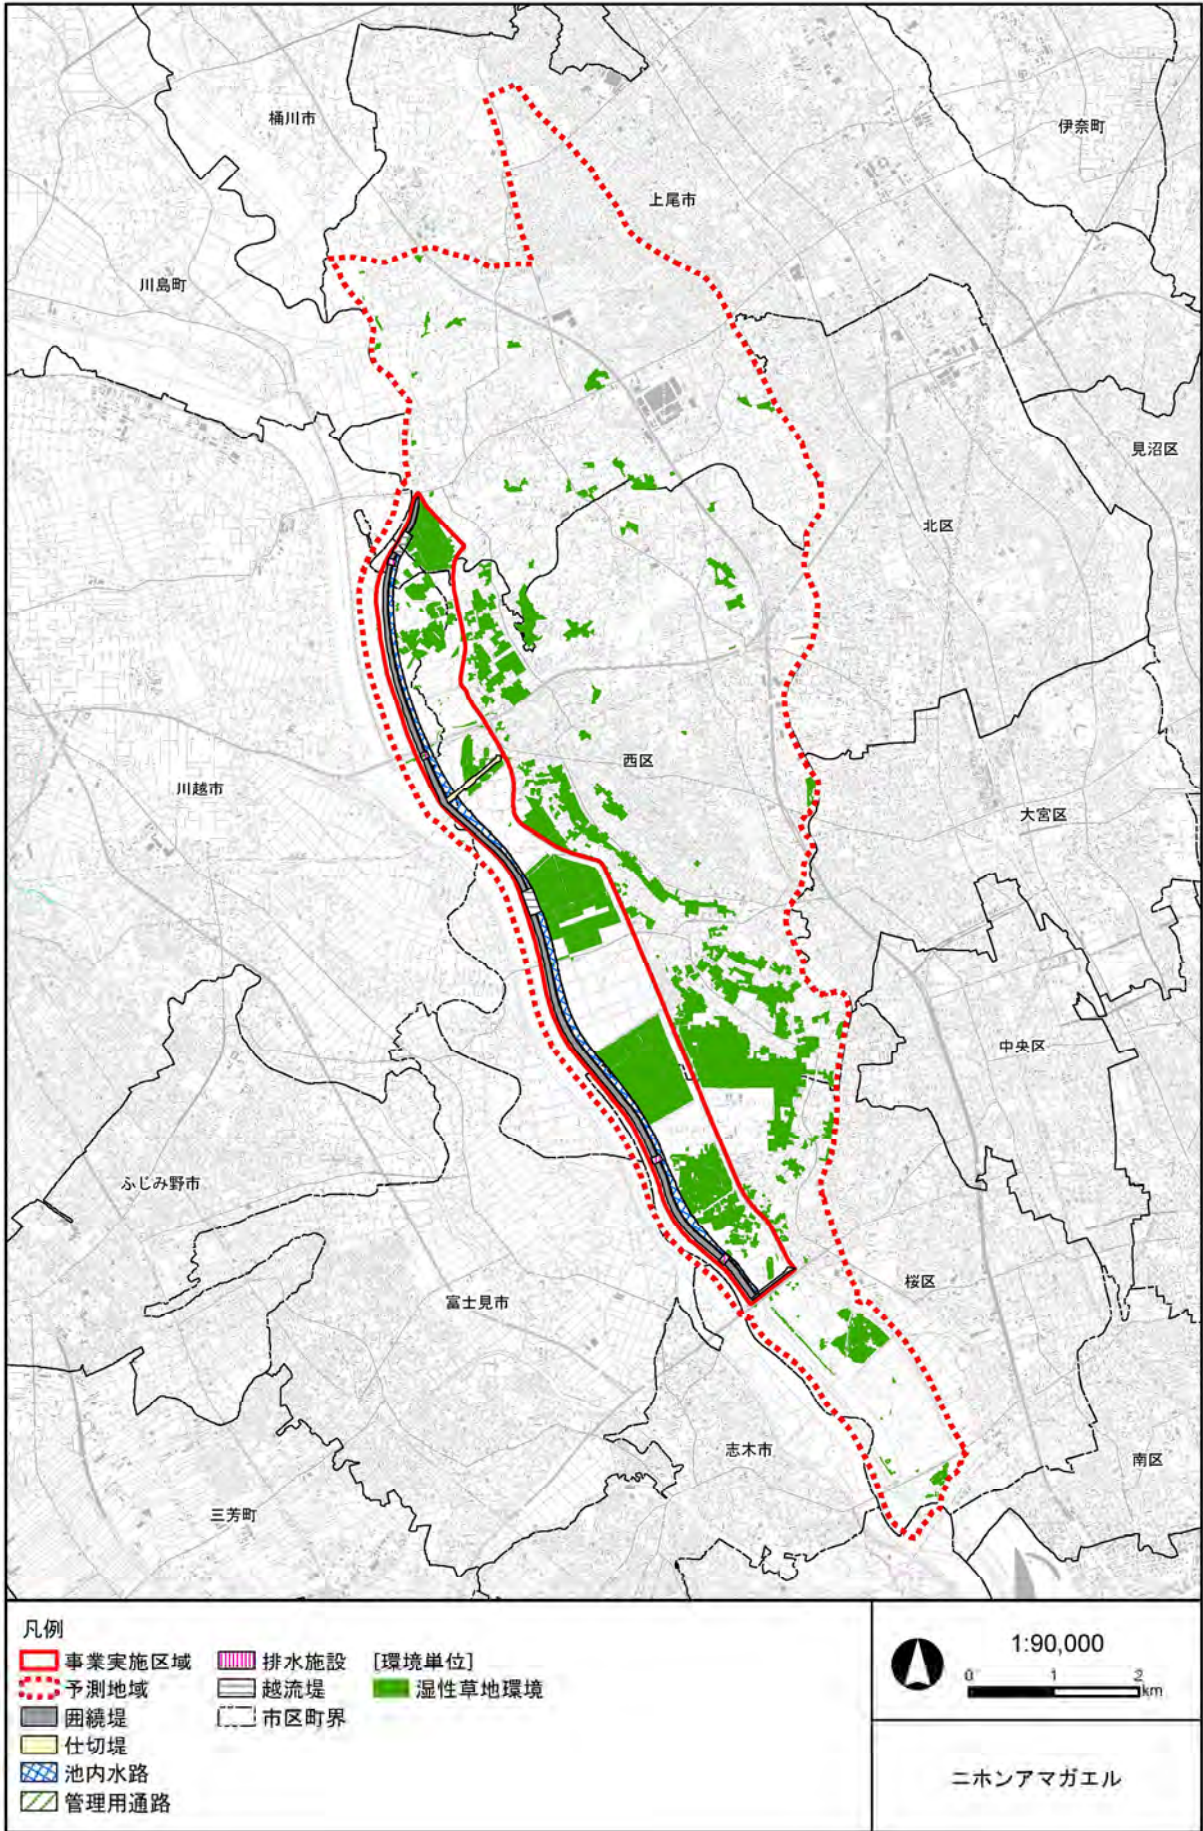 桶川市
伊奈町
上尾市
川島町
見沼区
北区
西区
川越市
大宮区
中央区
ふじみ野市
桜区
富士見市
志木市
南区
三芳町
凡例
事業実施区域
予測地域
囲繞堤
仕切堤
池内水路
管理用通路
排水施設
越流堤
市区町界
[環境単位]
湿性草地環境
1:90,000
0 1 2
km
ニホンアマガエル